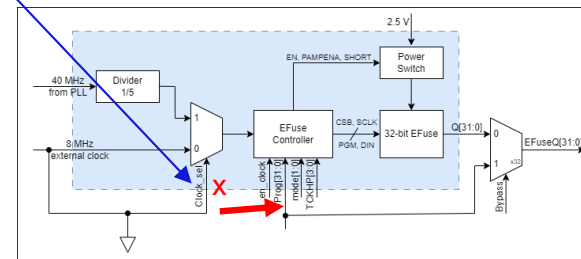 2.5 V
EN, PAMPENA, SHORT
Power
Switch
40 MHz
from PLL
Divider
1/5
1
8 MHz
external clock
0
EFuse
Controller
CSB, SCLK
PGM, DIN
32-bit EFuse
Q[31:0]
0
1
x32
EFuseQ[31:0]
Clock_sel
X
en_clock
Prog[31:0]
mode[1:0]
TCKHP[3:0]
Bypass